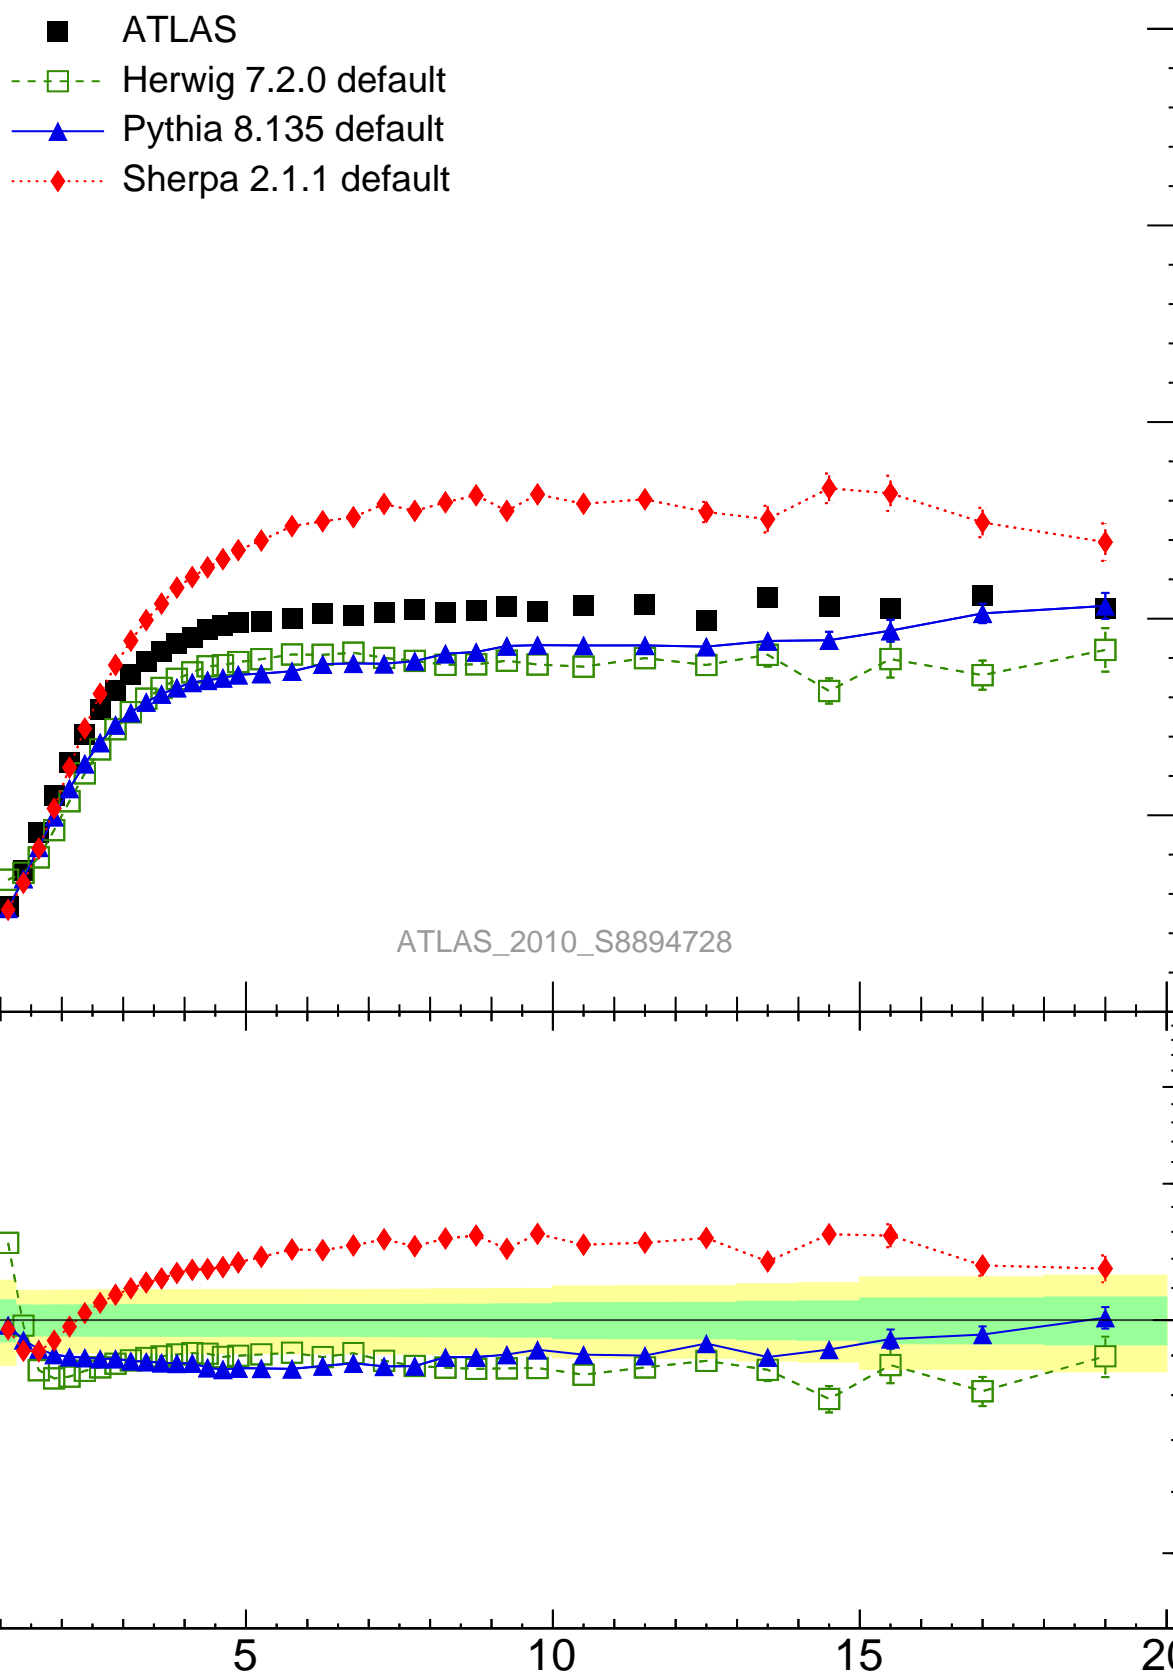 ATLAS
Herwig 7.2.0 default
Pythia 8.135 default
Sherpa 2.1.1 default
ATLAS_2010_S8894728
5 10 15 20